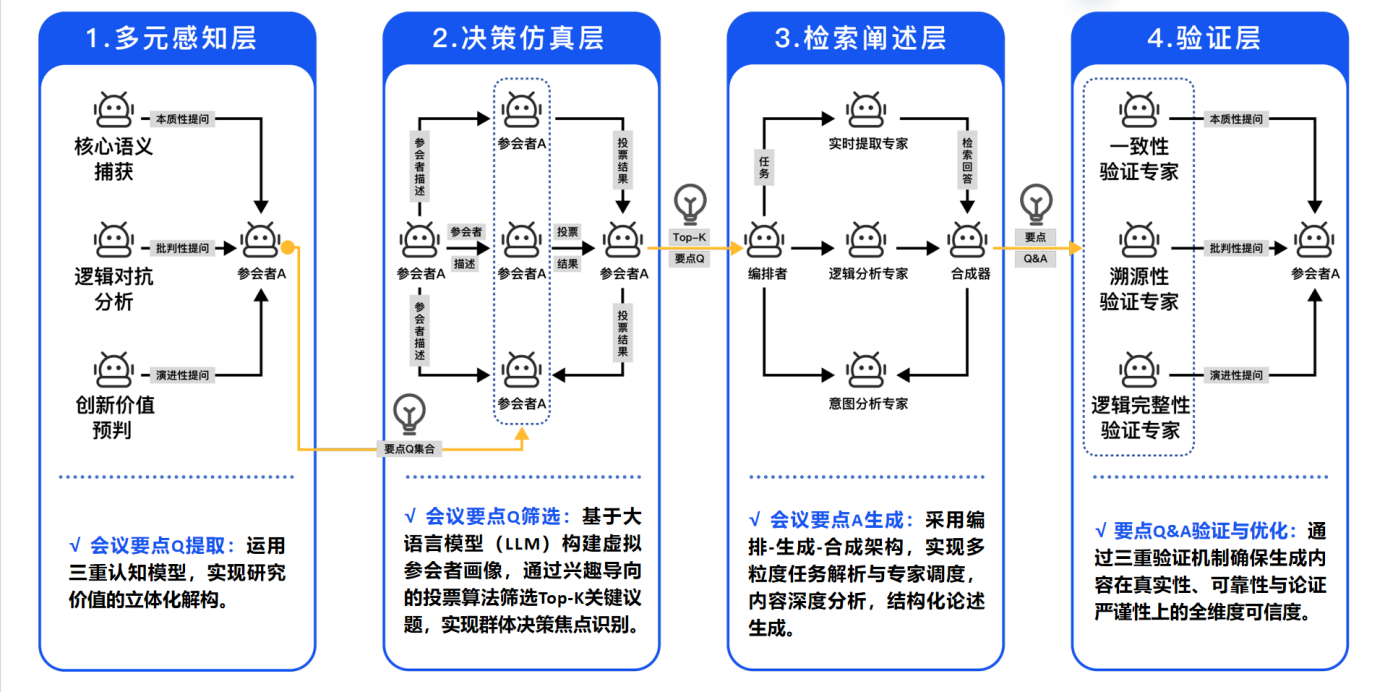 1.多元感知层
本质性提问
核心语义
捕获
批判性提问
逻辑对抗
分析
参会者A
演进性提问
创新价值
预判
要点Q集合
√ 会议要点Q提取：运用
三重认知模型，实现研究
价值的立体化解构。
2.决策仿真层
参会者描述
参会者A
投票结果
参会者A
参会者
描述
参会者A
投票
结果
参会者A
参会者描述
投票结果
参会者A
Top-K
要点Q
√ 会议要点Q筛选：基于大
语言模型（LLM）构建虚拟
参会者画像，通过兴趣导向
的投票算法筛选Top-K关键议
题，实现群体决策焦点识别。
3.检索阐述层
任务
实时提取专家
检索回答
编排者
逻辑分析专家
合成器
意图分析专家
要点
Q&A
√ 会议要点A生成：采用编
排-生成-合成架构，实现多
粒度任务解析与专家调度，
内容深度分析，结构化论述
生成。
4.验证层
本质性提问
一致性
验证专家
批判性提问
溯源性
验证专家
参会者A
演进性提问
逻辑完整性
验证专家
√ 要点Q&A验证与优化：通
过三重验证机制确保生成内
容在真实性、可靠性与论证
严谨性上的全维度可信度。